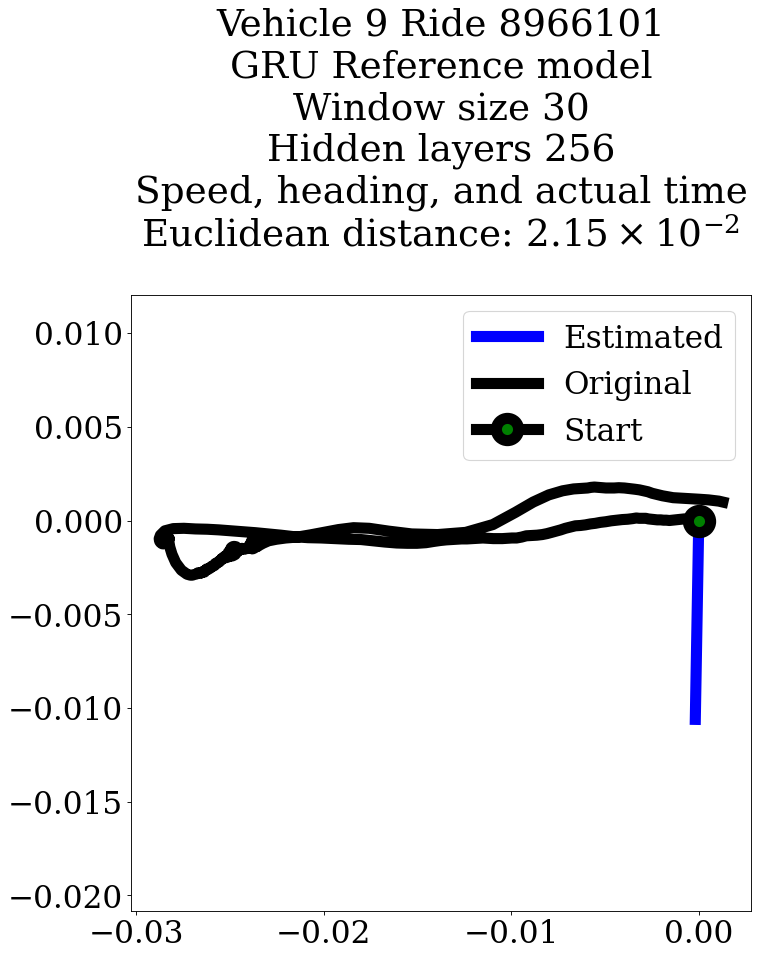 Vehicle 9 Ride 8966101
GRU Reference model
Window size 30
Hidden layers 256
Speed, heading, and actual time
Euclidean distance: 2.15 × 10⁻²
Estimated
Original
Start
0.010
0.005
0.000
−0.005
−0.010
−0.015
−0.020
−0.03 −0.02 −0.01 0.00